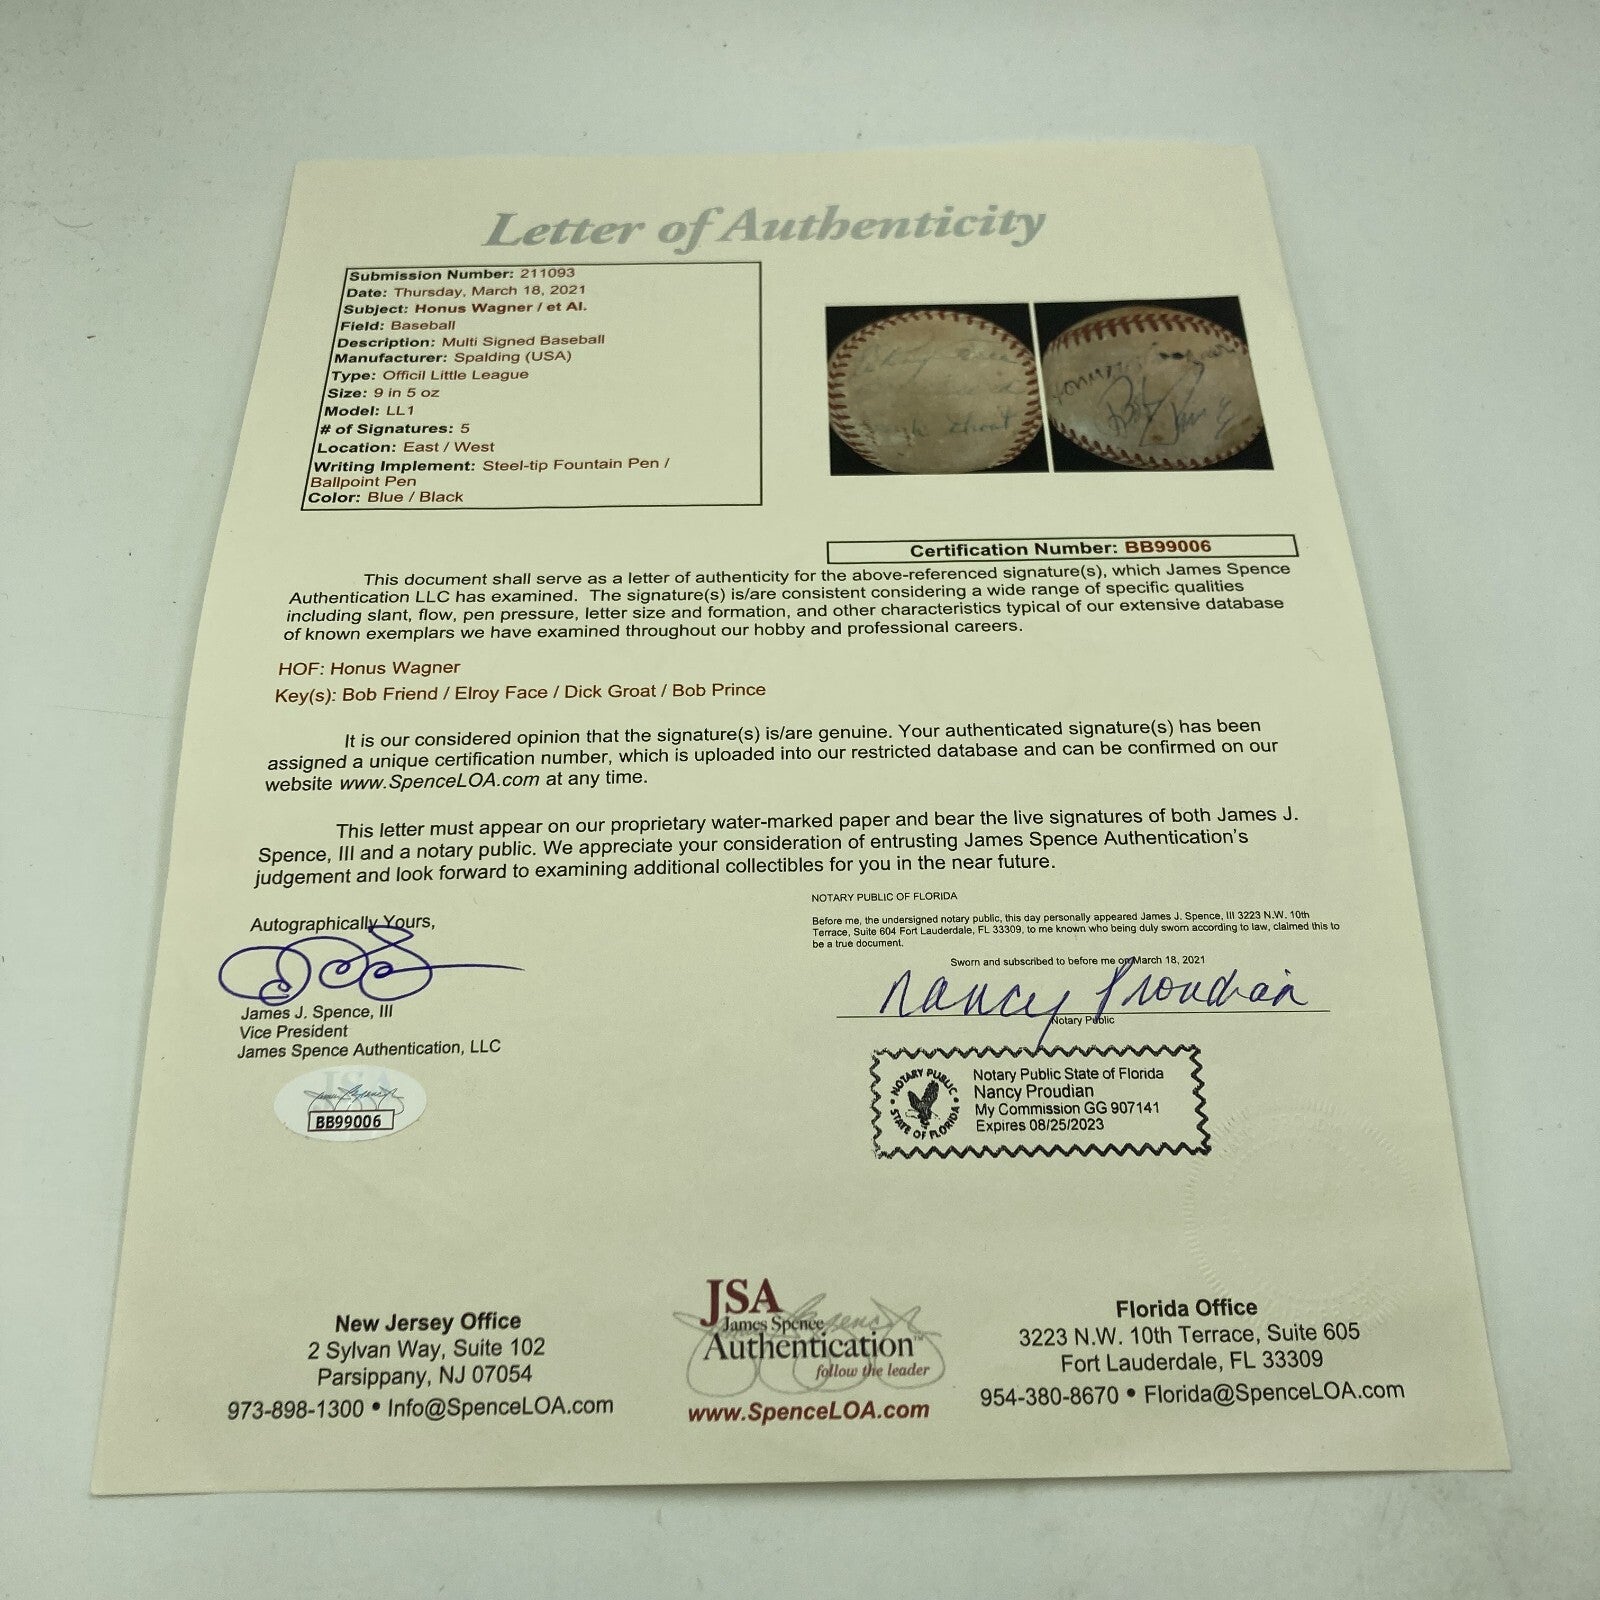 Letter of Authenticity
Submission Number: 211093
Date: Thursday, March 18, 2021
Subject: Honus Wagner / et Al.
Field: Baseball
Description: Multi Signed Baseball
Manufacturer: Spalding (USA)
Type: Officil Little League
Size: 9 in 5 oz
Model: LL1
# of Signatures: 5
Location: East / West
Writing Implement: Steel-tip Fountain Pen /
Ballpoint Pen
Color: Blue / Black
Honus Wagner
Bob Prince
Certification Number: BB99006
This document shall serve as a letter of authenticity for the above-referenced signature(s), which James Spence
Authentication LLC has examined. The signature(s) is/are consistent considering a wide range of specific qualities
including slant, flow, pen pressure, letter size and formation, and other characteristics typical of our extensive database
of known exemplars we have examined throughout our hobby and professional careers.
HOF: Honus Wagner
Key(s): Bob Friend / Elroy Face / Dick Groat / Bob Prince
It is our considered opinion that the signature(s) is/are genuine. Your authenticated signature(s) has been
assigned a unique certification number, which is uploaded into our restricted database and can be confirmed on our
website www.SpenceLOA.com at any time.
This letter must appear on our proprietary water-marked paper and bear the live signatures of both James J.
Spence, III and a notary public. We appreciate your consideration of entrusting James Spence Authentication's
judgement and look forward to examining additional collectibles for you in the near future.
NOTARY PUBLIC OF FLORIDA
Before me, the undersigned notary public, this day personally appeared James J. Spence, III 3223 N.W. 10th
Terrace, Suite 604 Fort Lauderdale, FL 33309, to me known who being duly sworn according to law, claimed this to
be a true document.
Sworn and subscribed to before me on March 18, 2021
Nancy Proudian
Notary Public
Autographically Yours,
James J. Spence, III
Vice President
James Spence Authentication, LLC
JSA
BB99006
NOTARY PUBLIC
STATE OF FLORIDA
Notary Public State of Florida
Nancy Proudian
My Commission GG 907141
Expires 08/25/2023
New Jersey Office
2 Sylvan Way, Suite 102
Parsippany, NJ 07054
973-898-1300 • Info@SpenceLOA.com
JSA
James Spence
Authentication™
follow the leader
www.SpenceLOA.com
Florida Office
3223 N.W. 10th Terrace, Suite 605
Fort Lauderdale, FL 33309
954-380-8670 • Florida@SpenceLOA.com